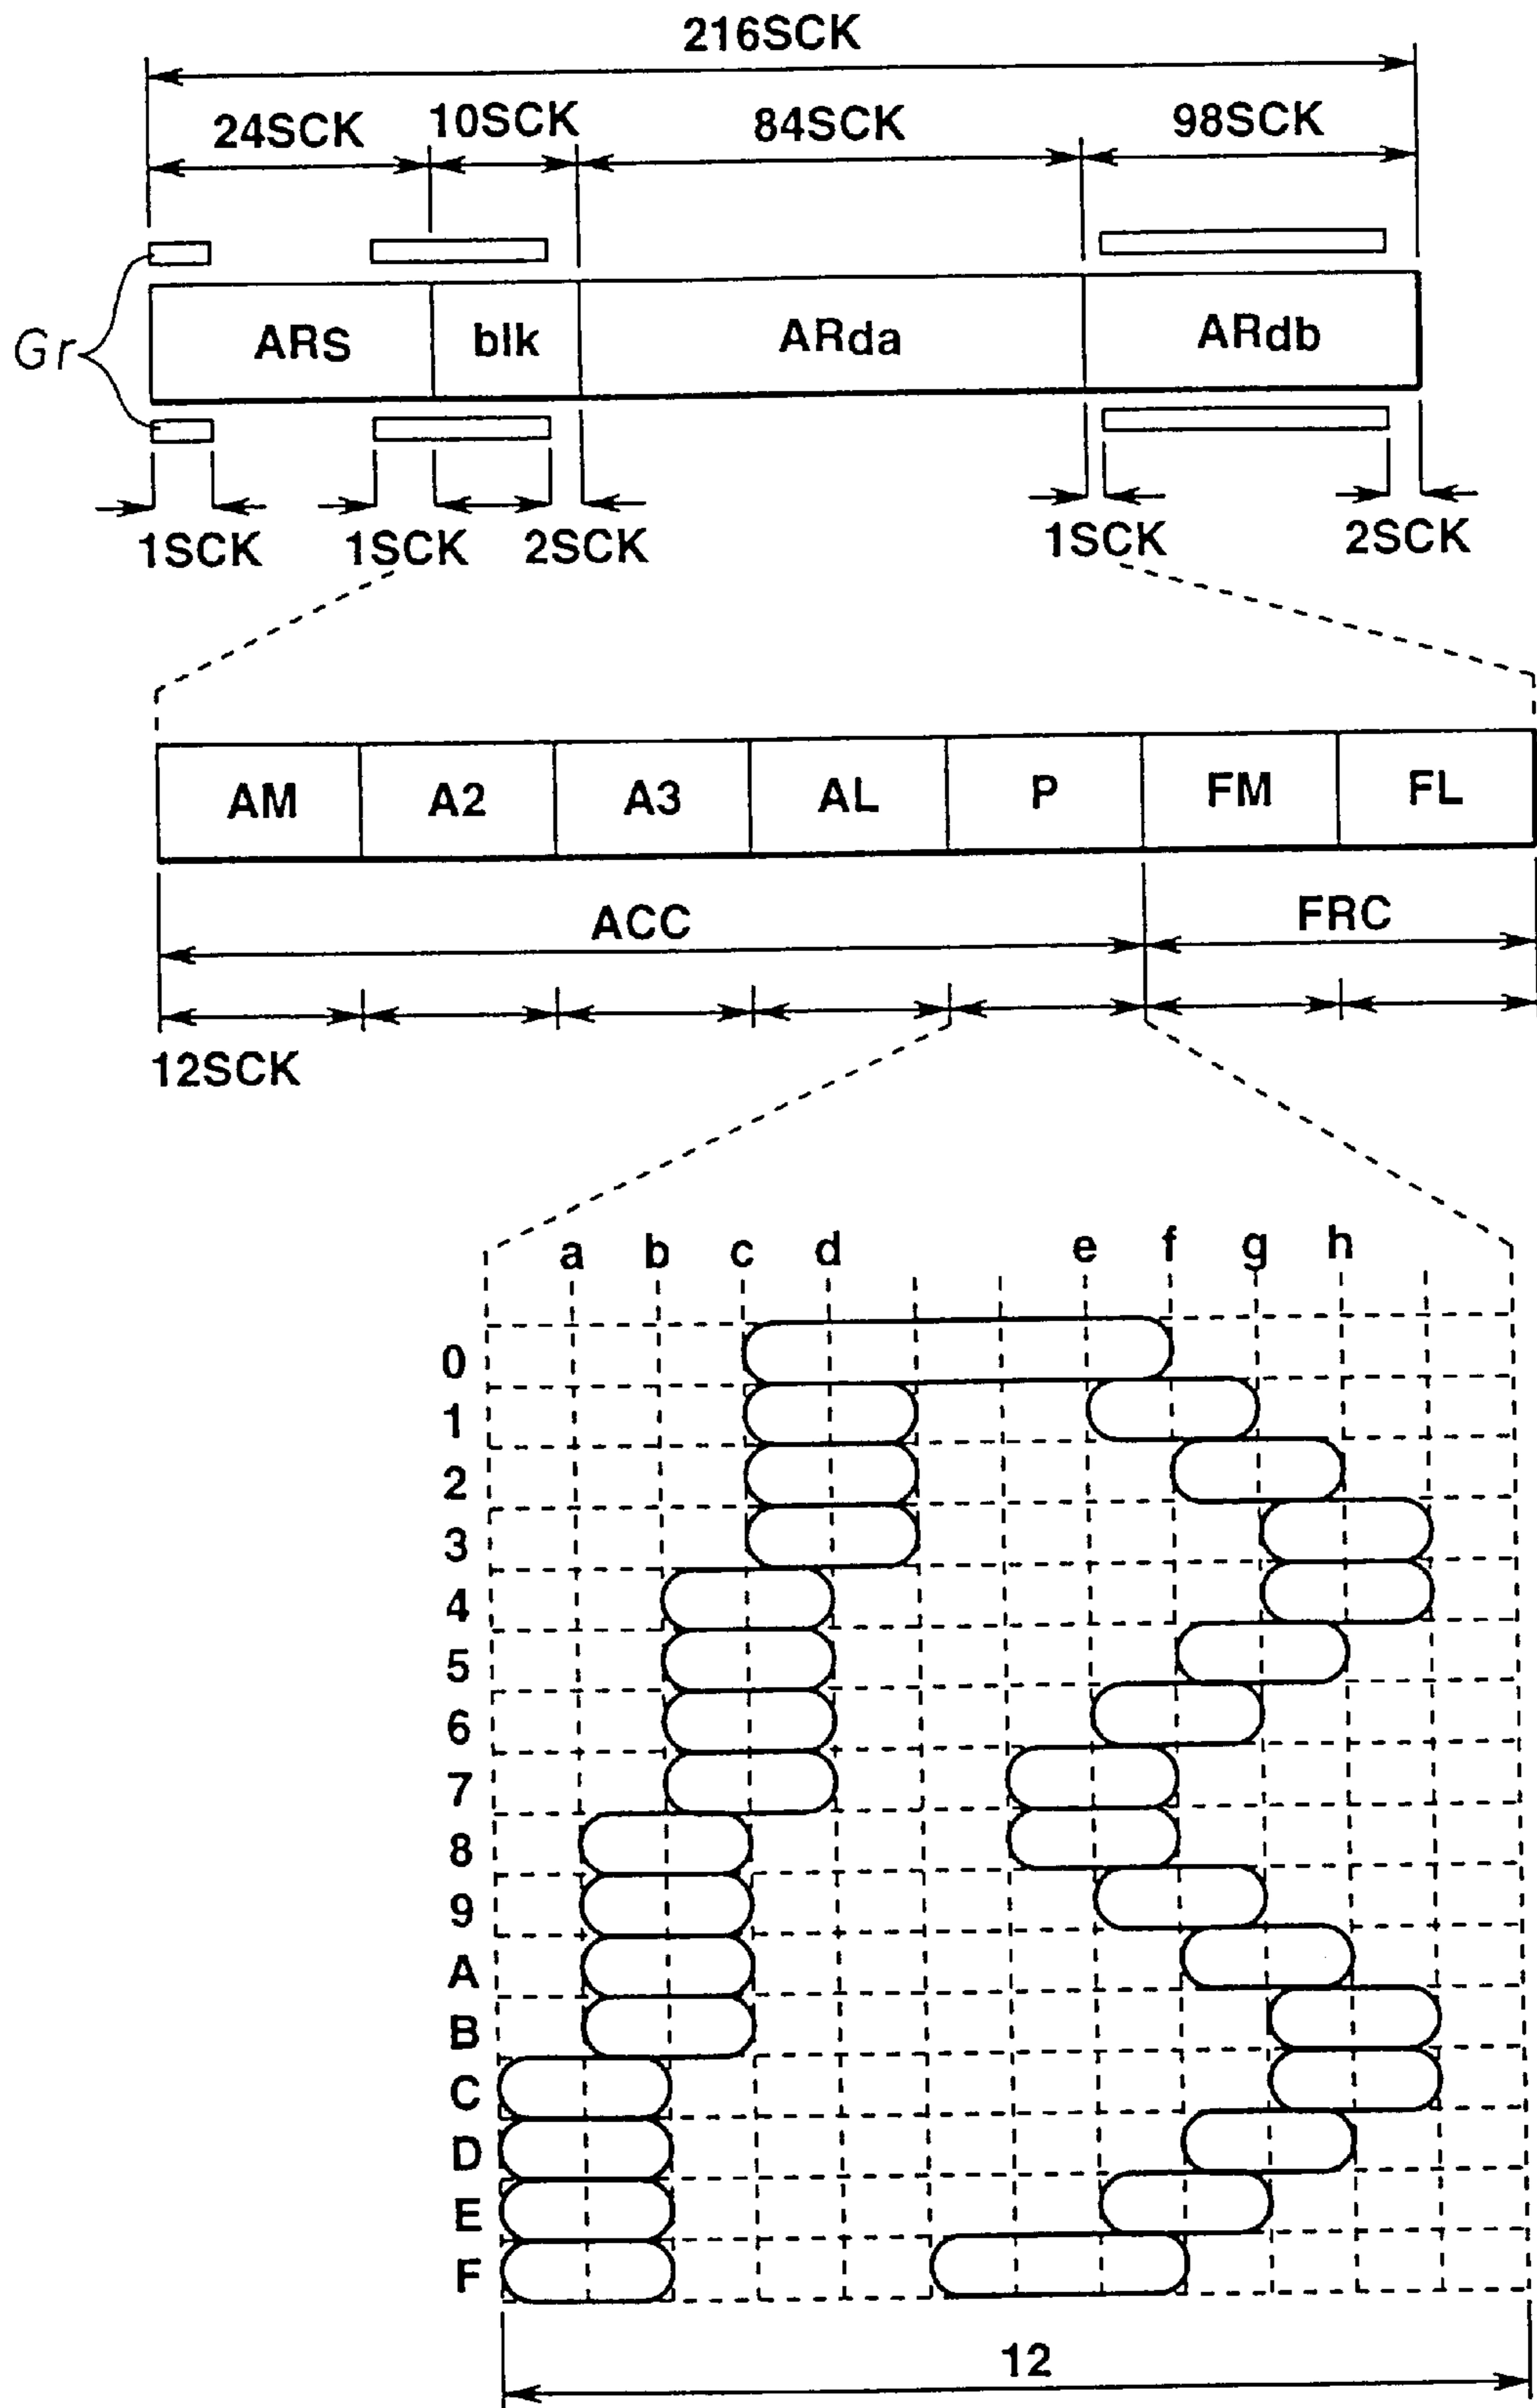 216SCK
24SCK 10SCK 84SCK 98SCK
Gr
ARS blk ARda ARdb
1SCK 1SCK 2SCK 1SCK 2SCK
AM A2 A3 AL P FM FL
ACC FRC
12SCK
a b c d e f g h
0
1
2
3
4
5
6
7
8
9
A
B
C
D
E
F
12